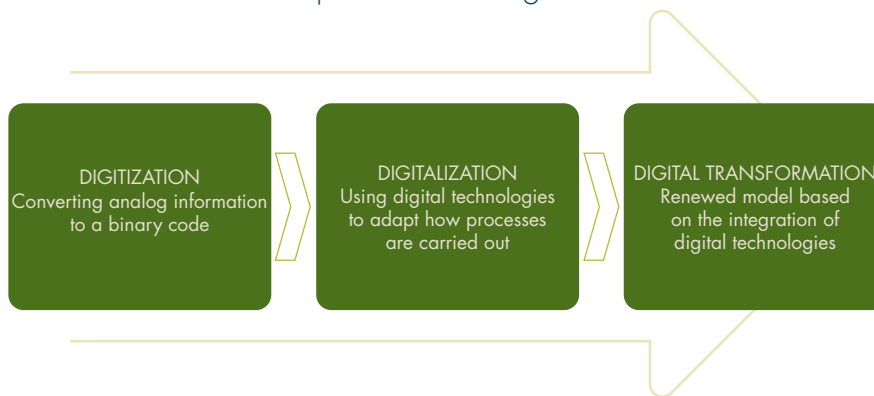 DIGITIZATION
Converting analog information
to a binary code
DIGITALIZATION
Using digital technologies
to adapt how processes
are carried out
DIGITAL TRANSFORMATION
Renewed model based
on the integration of
digital technologies